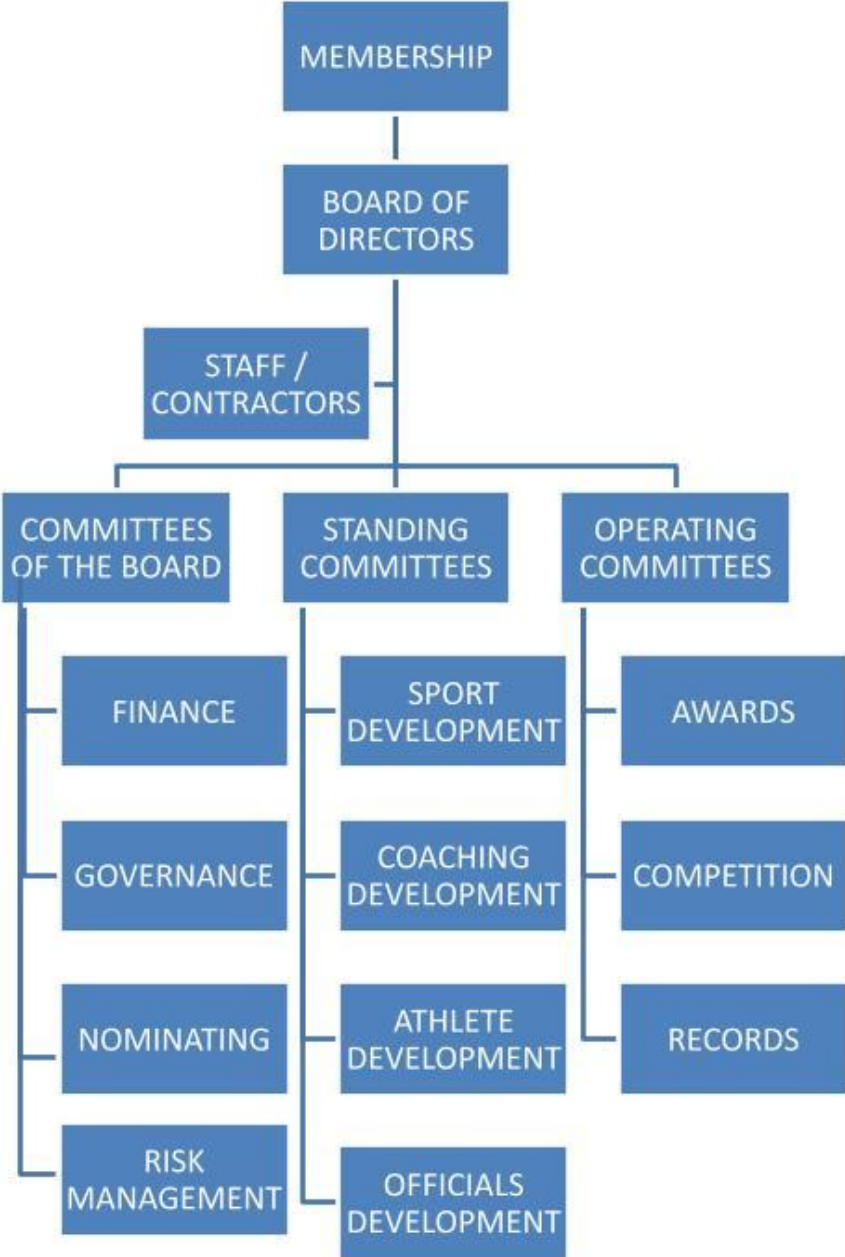 MEMBERSHIP
BOARD OF
DIRECTORS
STAFF /
CONTRACTORS
COMMITTEES
OF THE BOARD
STANDING
COMMITTEES
OPERATING
COMMITTEES
FINANCE
SPORT
DEVELOPMENT
AWARDS
GOVERNANCE
COACHING
DEVELOPMENT
COMPETITION
NOMINATING
ATHLETE
DEVELOPMENT
RECORDS
RISK
MANAGEMENT
OFFICIALS
DEVELOPMENT